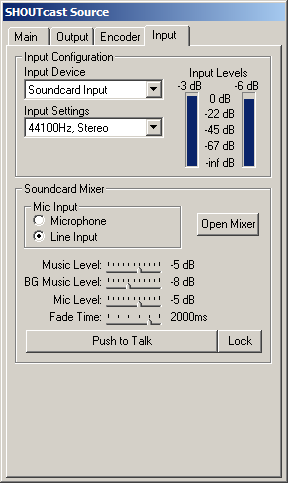 SHOUTcast Source
Main Output Encoder Input
Input Configuration
Input Device
Soundcard Input
Input Settings
44100Hz, Stereo
Input Levels
-3 dB -6 dB
0 dB
-22 dB
-45 dB
-67 dB
-inf dB
Soundcard Mixer
Mic Input
Microphone
Line Input
Open Mixer
Music Level: -5 dB
BG Music Level: -8 dB
Mic Level: -5 dB
Fade Time: 2000ms
Push to Talk Lock